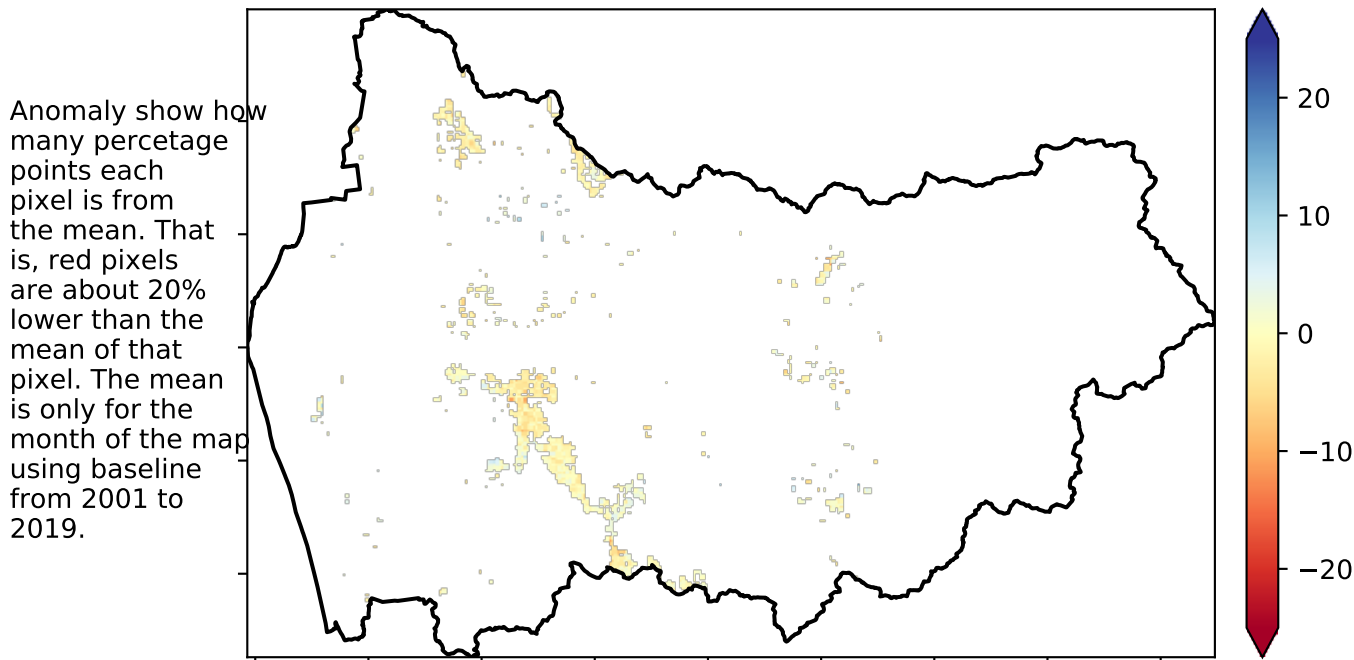 Anomaly show how
many percetage
points each
pixel is from
the mean. That
is, red pixels
are about 20%
lower than the
mean of that
pixel. The mean
is only for the
month of the map
using baseline
from 2001 to
2019.
20
10
0
−10
−20